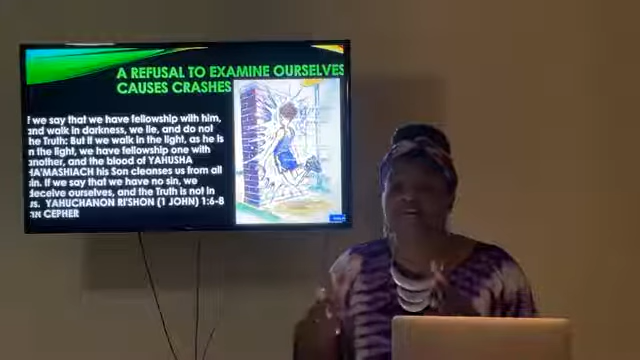 A REFUSAL TO EXAMINE OURSELVES
CAUSES CRASHES
f we say that we have fellowship with him,
and walk in darkness, we lie, and do not
he Truth: But if we walk in the light, as he is
n the light, we have fellowship one with
another, and the blood of YAHUSHA
HA'MASHIACH his Son cleanses us from all
in. If we say that we have no sin, we
deceive ourselves, and the Truth is not in
us. YAHUCHANON RI'SHON (1 JOHN) 1:6-8
CEPHER